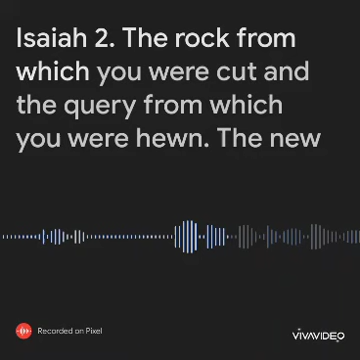 Isaiah 2. The rock from
which you were cut and
the query from which
you were hewn. The new
Recorded on Pixel
VIVAVIDEO